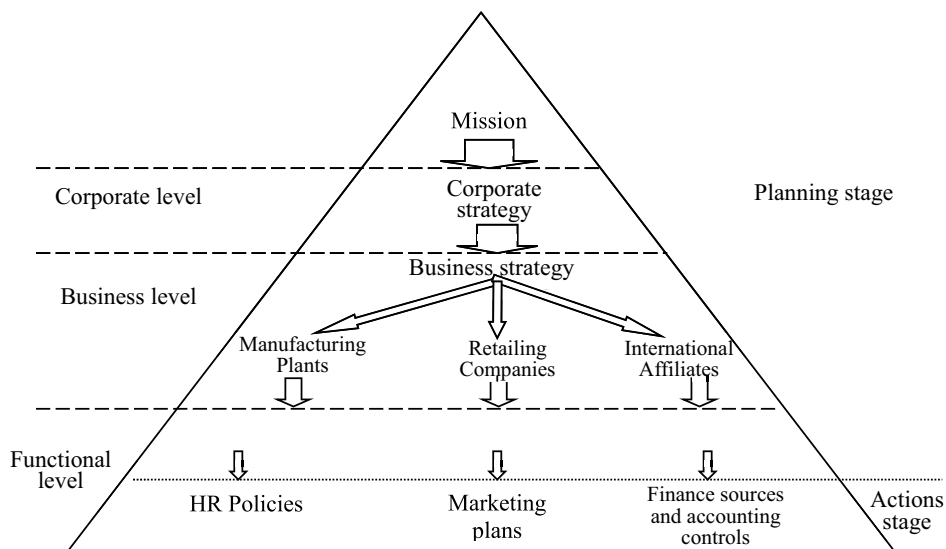 Mission
Corporate level
Corporate
strategy
Planning stage
Business strategy
Business level
Manufacturing
Plants
Retailing
Companies
International
Affiliates
Functional
level
HR Policies
Marketing
plans
Finance sources
and accounting
controls
Actions
stage